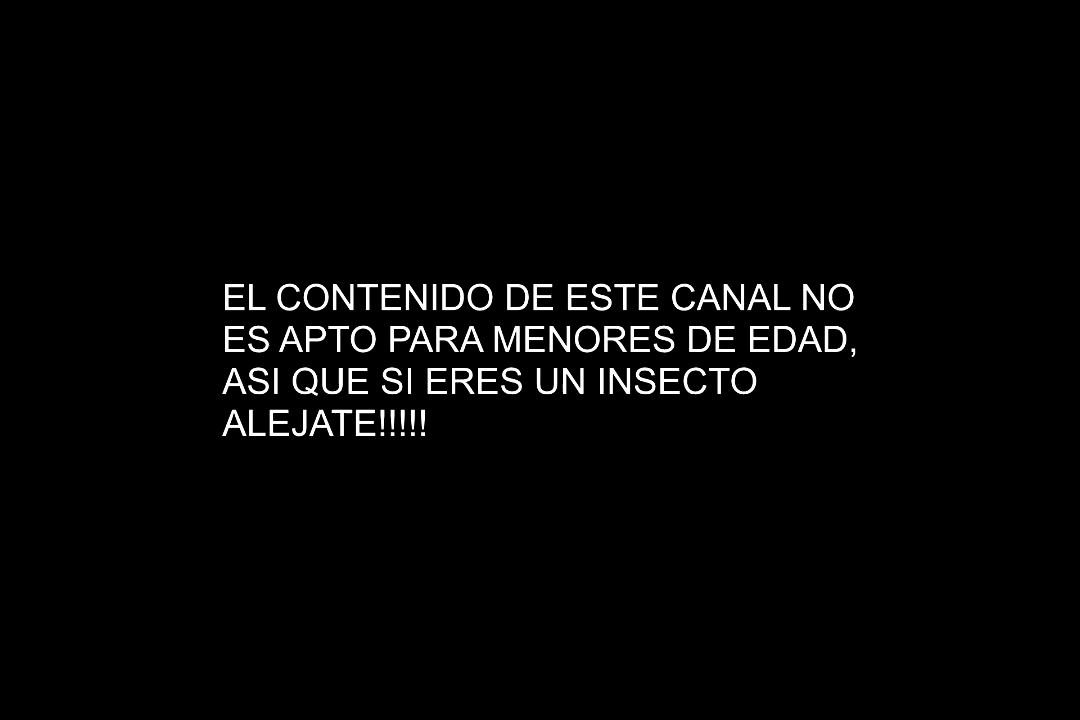 EL CONTENIDO DE ESTE CANAL NO
ES APTO PARA MENORES DE EDAD,
ASI QUE SI ERES UN INSECTO
ALEJATE!!!!!